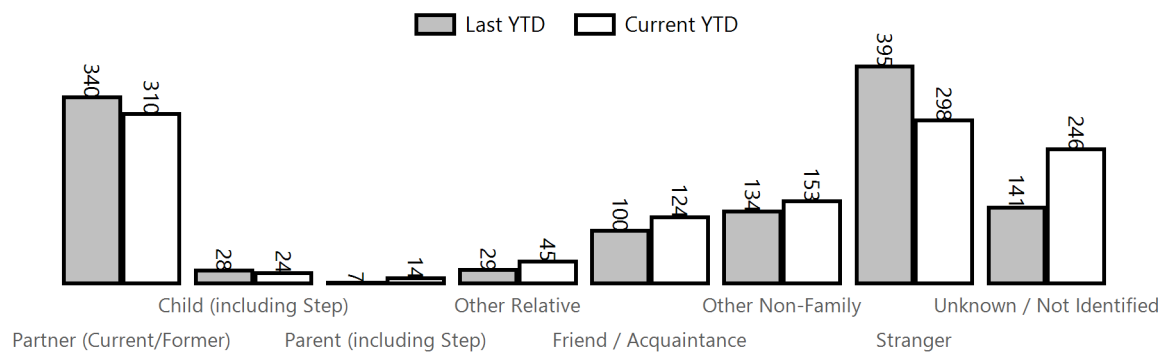 Last YTD Current YTD
340 310 28 24 7 14 29 45 100 124 134 153 395 298 141 246
Child (including Step) Other Relative Other Non-Family Unknown / Not Identified
Partner (Current/Former) Parent (including Step) Friend / Acquaintance Stranger